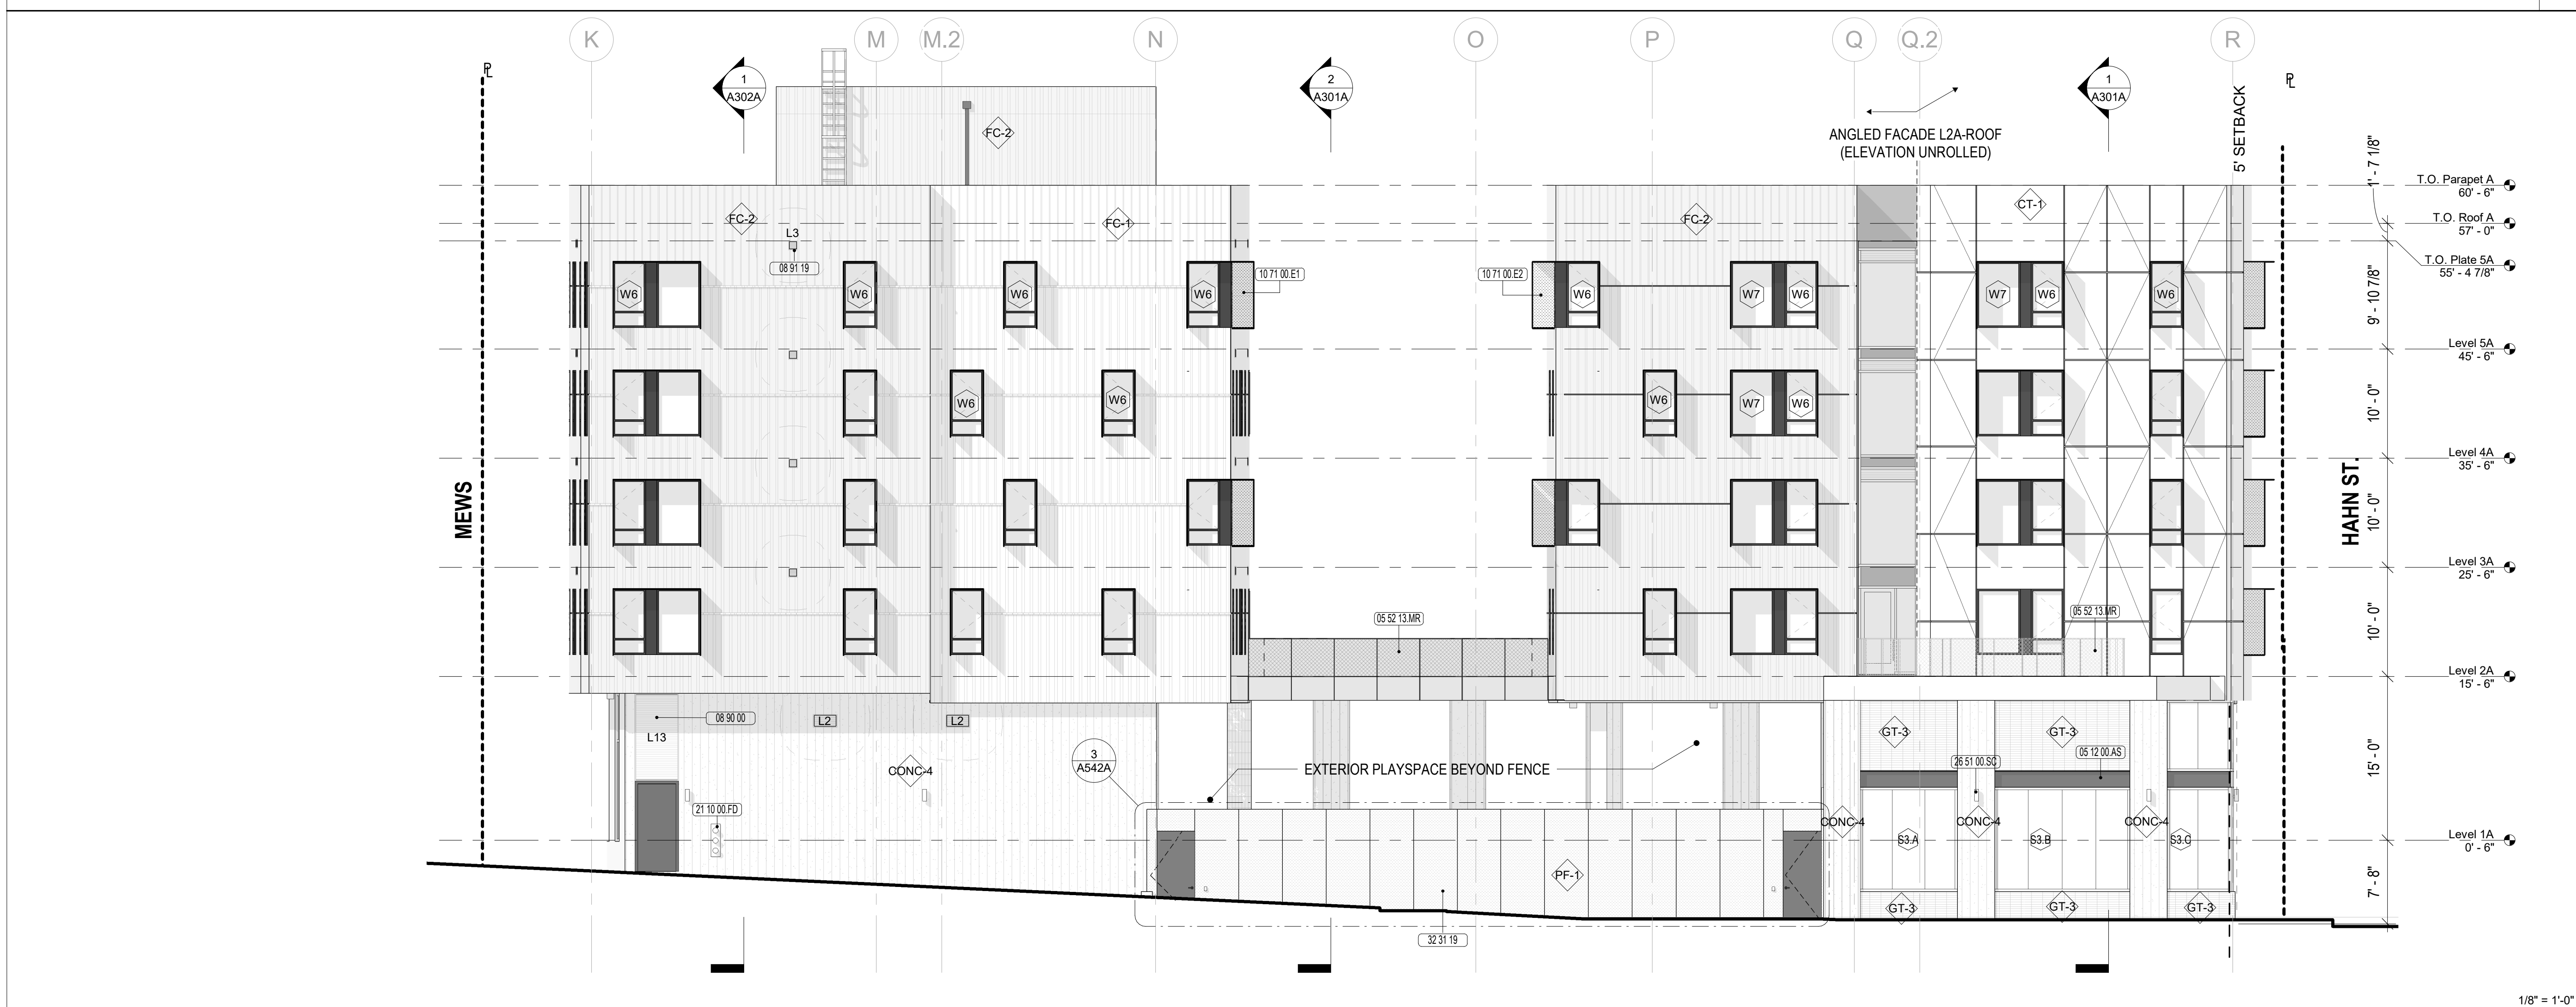 K
M
M.2
N
O
P
Q
Q.2
R
PL
1
A302A
2
A301A
1
A301A
PL
5' SETBACK
FC-2
ANGLED FACADE L2A-ROOF
(ELEVATION UNROLLED)
1' - 7 1/8"
T.O. Parapet A
60' - 6"
FC-2
L3
08 91 19
FC-1
FC-2
CT-1
T.O. Roof A
57' - 0"
T.O. Plate 5A
55' - 4 7/8"
10 71 00.E1
10 71 00.E2
W6
W6
W6
W6
W6
W7
W6
W7
W6
W6
9' - 10 7/8"
Level 5A
45' - 6"
W6
W6
W6
W7
W6
10' - 0"
Level 4A
35' - 6"
MEWS
HAHN ST.
10' - 0"
Level 3A
25' - 6"
05 52 13.MR
05 52 13.MR
10' - 0"
Level 2A
15' - 6"
08 90 00
L2
L2
L13
GT-3
GT-3
3
A542A
CONC-4
EXTERIOR PLAYSPACE BEYOND FENCE
26 51 00.SC
05 12 00.AS
15' - 0"
21 10 00.FD
CONC-4
CONC-4
CONC-4
S3.A
S3.B
S3.C
Level 1A
0' - 6"
PF-1
7' - 8"
GT-3
GT-3
GT-3
32 31 19
1/8" = 1'-0"